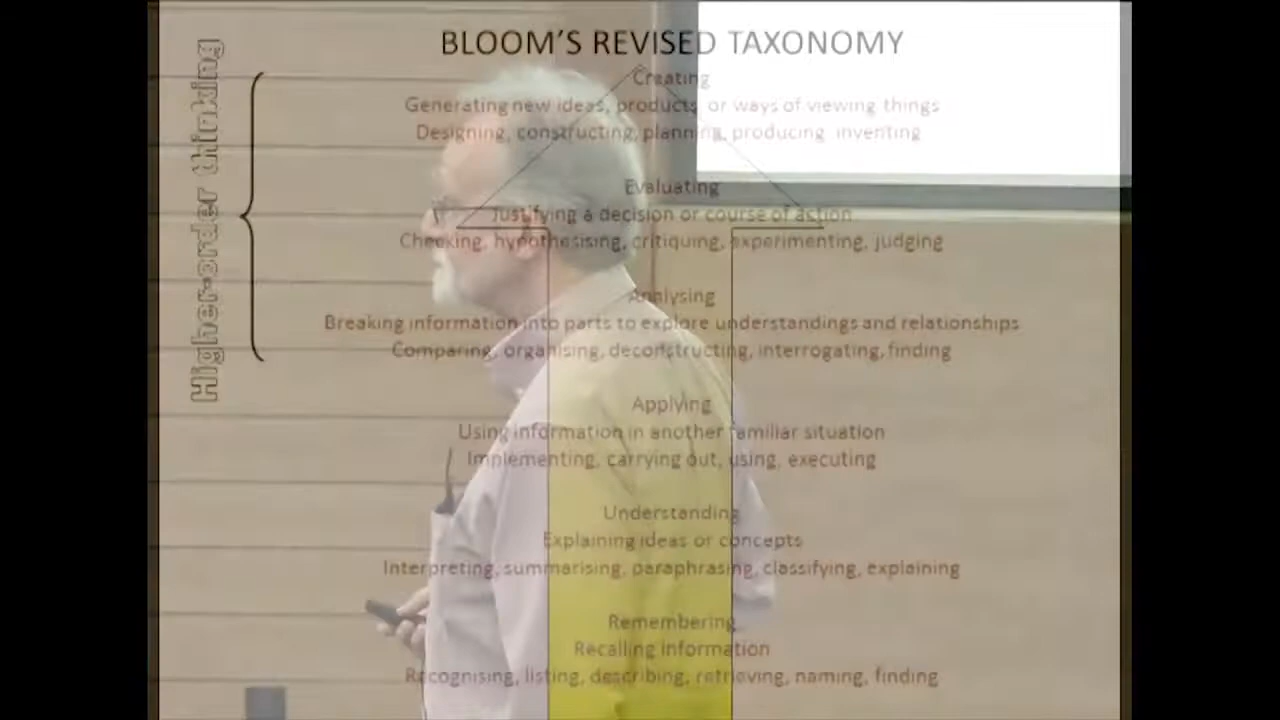 BLOOM'S REVISED TAXONOMY
Creating
Generating new ideas, products, or ways of viewing things
Designing, constructing, planning, producing, inventing
Evaluating
Justifying a decision or course of action
Checking, hypothesising, critiquing, experimenting, judging
Analysing
Breaking information into parts to explore understandings and relationships
Comparing, organising, deconstructing, interrogating, finding
Applying
Using information in another familiar situation
Implementing, carrying out, using, executing
Understanding
Explaining ideas or concepts
Interpreting, summarising, paraphrasing, classifying, explaining
Remembering
Recalling information
Recognising, listing, describing, retrieving, naming, finding
Higher-order thinking